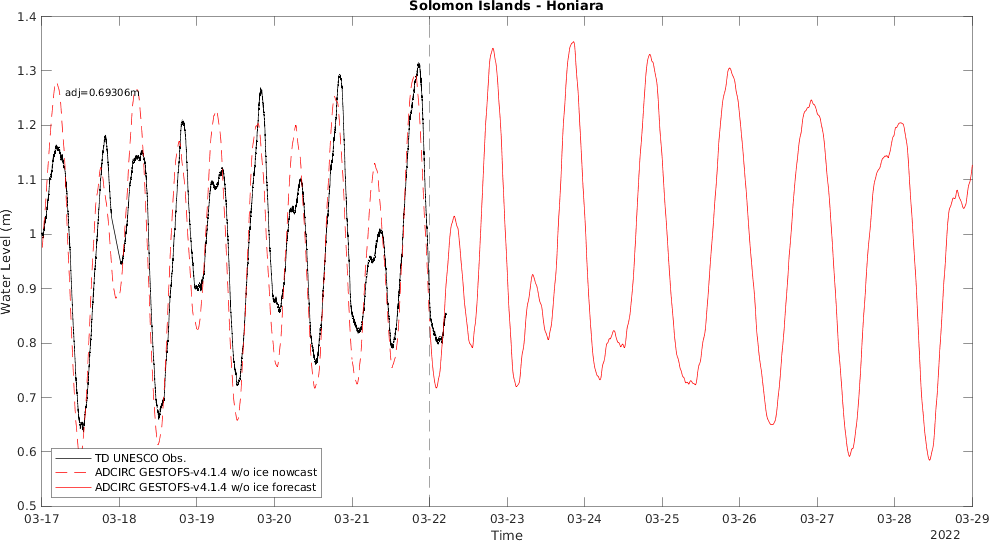 Solomon Islands - Honiara
1.4
1.3
1.2
1.1
1
0.9
0.8
0.7
0.6
0.5
Water Level (m)
adj=0.69306m
TD UNESCO Obs.
ADCIRC GESTOFS-v4.1.4 w/o ice nowcast
ADCIRC GESTOFS-v4.1.4 w/o ice forecast
03-17 03-18 03-19 03-20 03-21 03-22 03-23 03-24 03-25 03-26 03-27 03-28 03-29
Time
2022